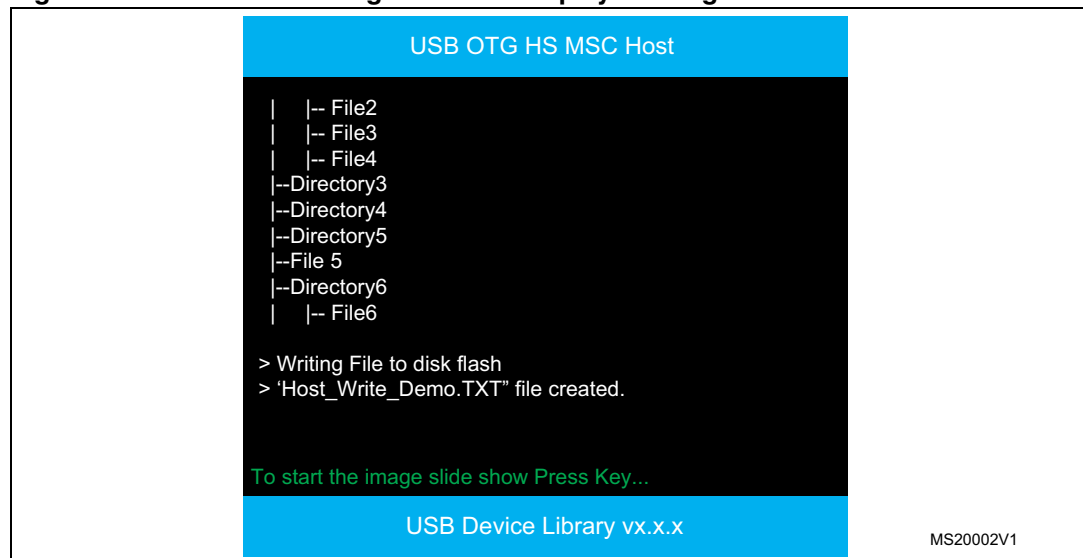 USB OTG HS MSC Host
|   |-- File2
|   |-- File3
|   |-- File4
|--Directory3
|--Directory4
|--Directory5
|--File 5
|--Directory6
|   |-- File6
> Writing File to disk flash
> ‘Host_Write_Demo.TXT” file created.
To start the image slide show Press Key...
USB Device Library vx.x.x
MS20002V1